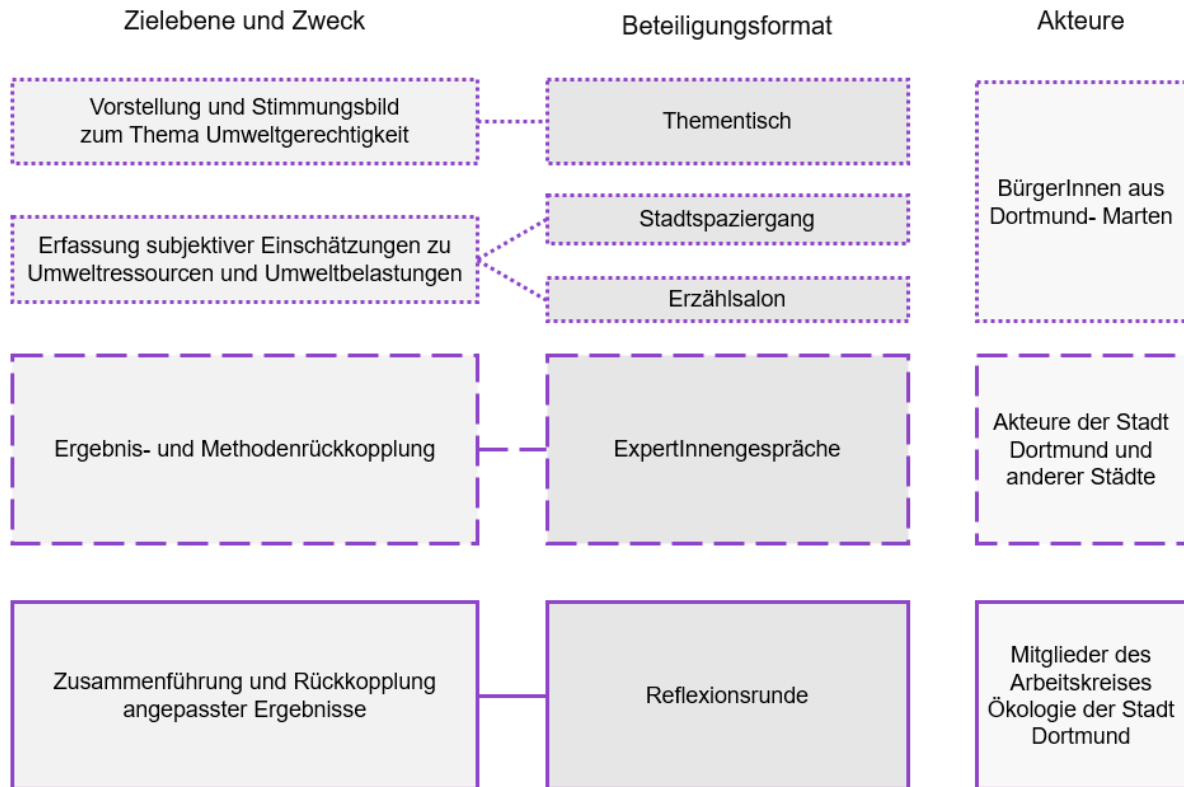 Zielebene und Zweck
Beteiligungsformat
Akteure
Vorstellung und Stimmungsbild
zum Thema Umweltgerechtigkeit
Thementisch
BürgerInnen aus
Dortmund- Marten
Stadtspaziergang
Erfassung subjektiver Einschätzungen zu
Umweltressourcen und Umweltbelastungen
Erzählsalon
Ergebnis- und Methodenrückkopplung
ExpertInnengespräche
Akteure der Stadt
Dortmund und
anderer Städte
Zusammenführung und Rückkopplung
angepasster Ergebnisse
Reflexionsrunde
Mitglieder des
Arbeitskreises
Ökologie der Stadt
Dortmund